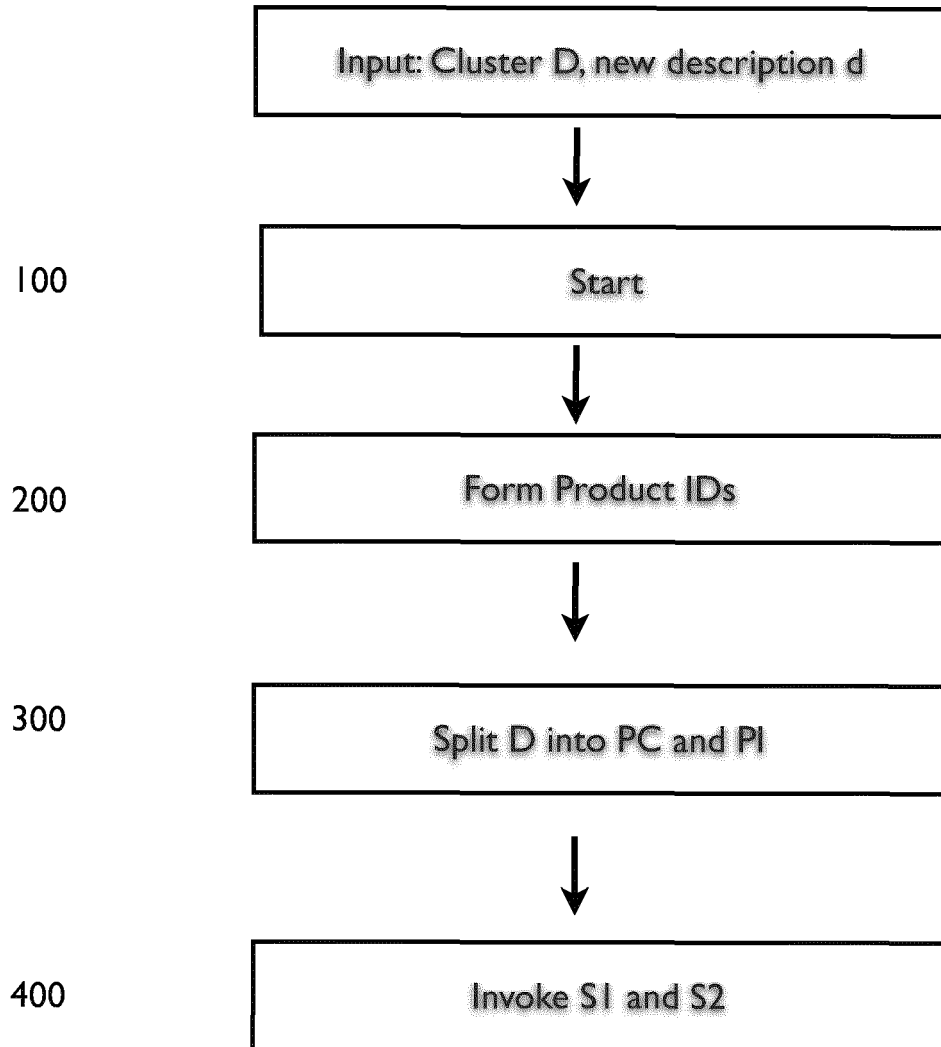 Input: Cluster D, new description d
100
Start
200
Form Product IDs
300
Split D into PC and PI
400
Invoke S1 and S2